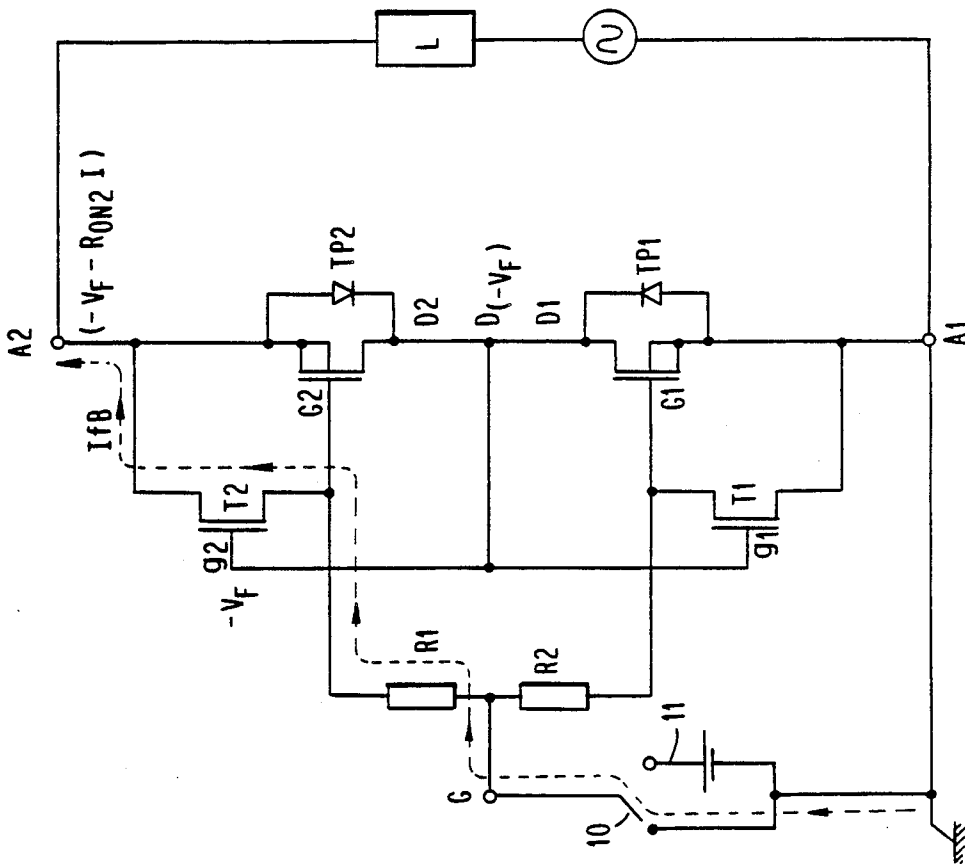 A2
(-VF - RON2 I)
IfB
L
T2
g2
-VF
G2
TP2
D2
D(-VF)
D1
TP1
G1
T1
g1
R1
R2
G
10
11
A1